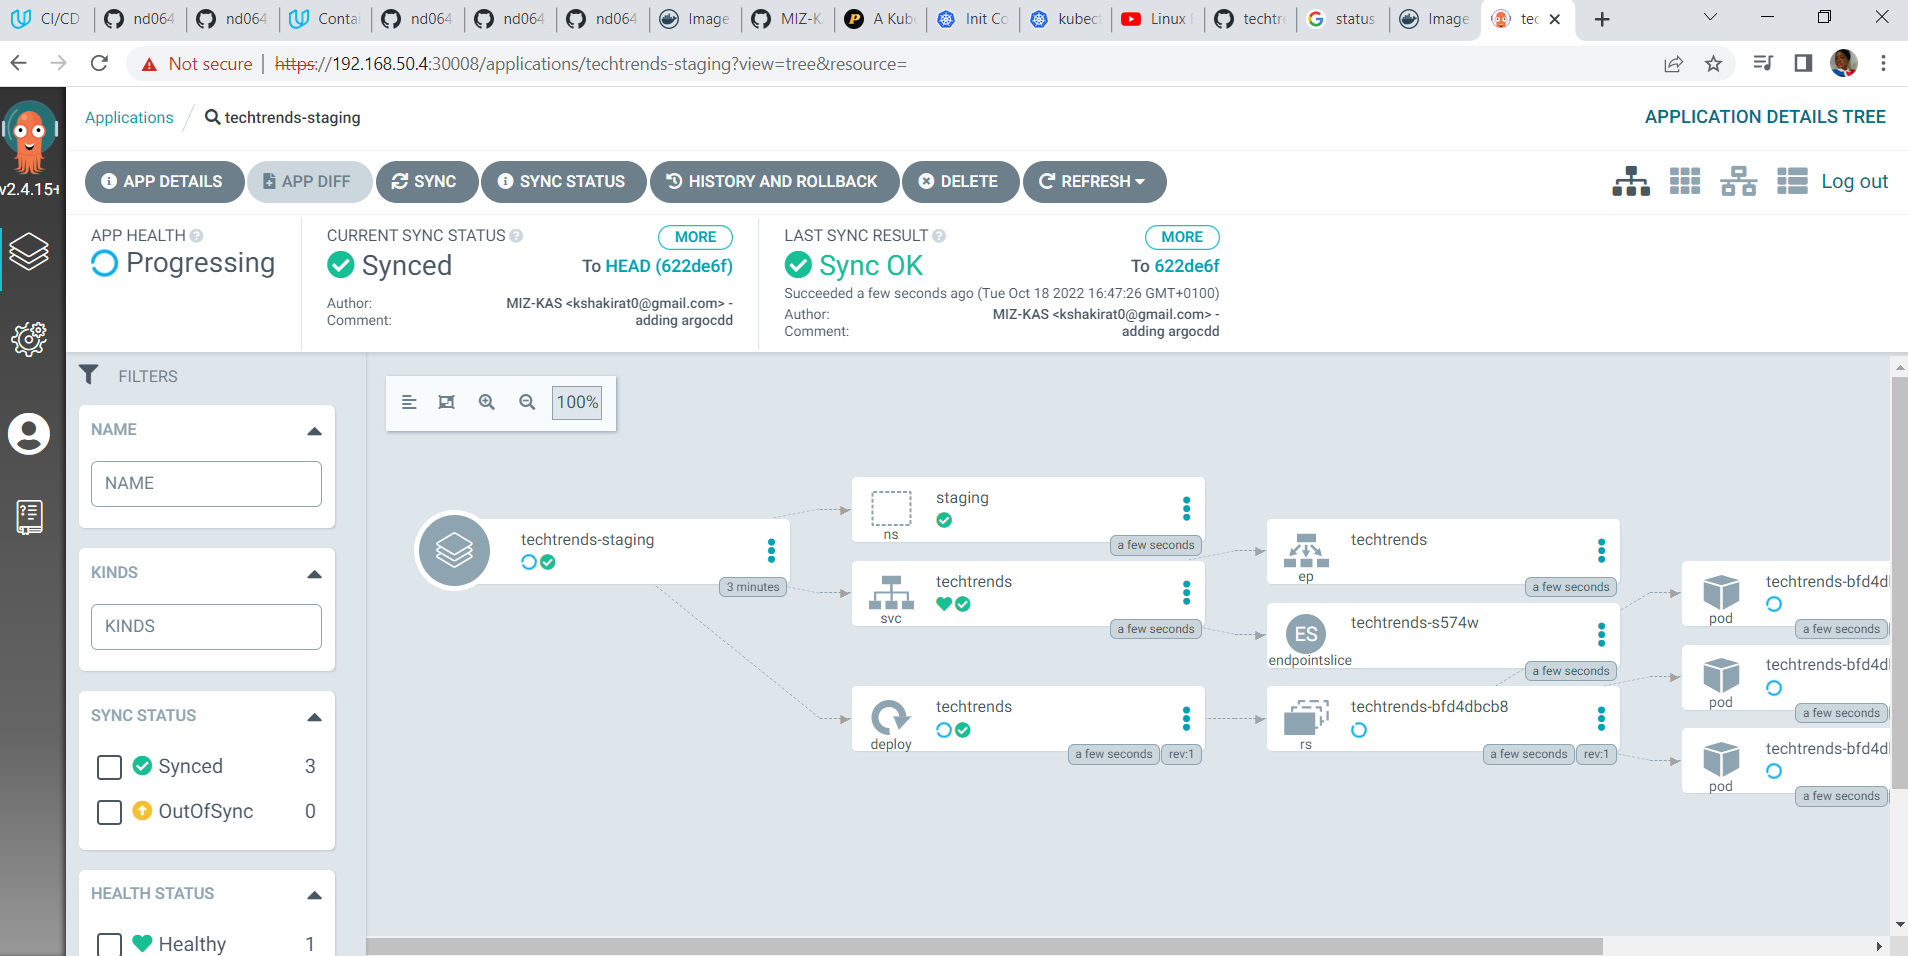 CI/CD
nd064
nd064
Contai
nd064
nd064
nd064
Image
MIZ-K
A Kub
Init Co
kubec
Linux
techtr
status
Image
tec
Not secure
https://192.168.50.4:30008/applications/techtrends-staging?view=tree&resource=
v2.4.15+
Applications
techtrends-staging
APPLICATION DETAILS TREE
APP DETAILS
APP DIFF
SYNC
SYNC STATUS
HISTORY AND ROLLBACK
DELETE
REFRESH
Log out
APP HEALTH
Progressing
CURRENT SYNC STATUS
MORE
Synced
To HEAD (622de6f)
Author:
MIZ-KAS <kshakirat0@gmail.com> -
Comment:
adding argocdd
LAST SYNC RESULT
MORE
Sync OK
To 622de6f
Succeeded a few seconds ago (Tue Oct 18 2022 16:47:26 GMT+0100)
Author:
MIZ-KAS <kshakirat0@gmail.com> -
Comment:
adding argocdd
FILTERS
NAME
NAME
KINDS
KINDS
SYNC STATUS
Synced 3
OutOfSync 0
HEALTH STATUS
Healthy 1
100%
techtrends-staging
3 minutes
staging
ns
a few seconds
techtrends
svc
a few seconds
techtrends
deploy
a few seconds
rev:1
techtrends
ep
a few seconds
techtrends-s574w
ES
endpointslice
a few seconds
techtrends-bfd4dbcb8
rs
a few seconds
rev:1
techtrends-bfd4d
pod
a few seconds
techtrends-bfd4d
pod
a few seconds
techtrends-bfd4d
pod
a few seconds